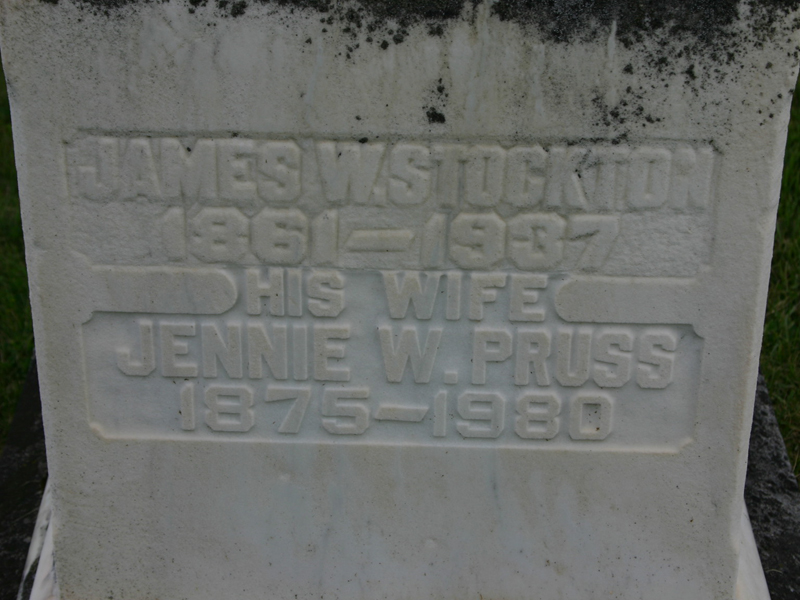 JAMES W. STOCKTON
1861—1937
HIS WIFE
JENNIE W. PRUSS
1875—1980